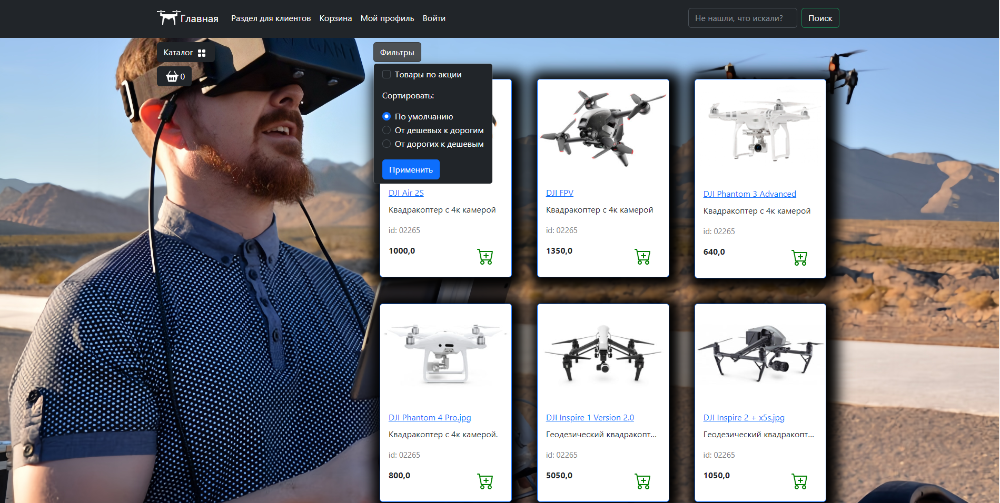 Главная
Раздел для клиентов
Корзина
Мой профиль
Войти
Не нашли, что искали?
Поиск
Каталог
0
Фильтры
Товары по акции
Сортировать:
По умолчанию
От дешевых к дорогим
От дорогих к дешевым
Применить
DJI Air 2S
Квадракоптер с 4к камерой
id: 02265
1000,0
DJI FPV
Квадракоптер с 4к камерой
id: 02265
1350,0
DJI Phantom 3 Advanced
Квадракоптер с 4к камерой
id: 02265
640,0
DJI Phantom 4 Pro.jpg
Квадракоптер с 4к камерой.
id: 02265
800,0
DJI Inspire 1 Version 2.0
Геодезический квадракопт...
id: 02265
5050,0
DJI Inspire 2 + x5s.jpg
Геодезический квадракопт...
id: 02265
1050,0